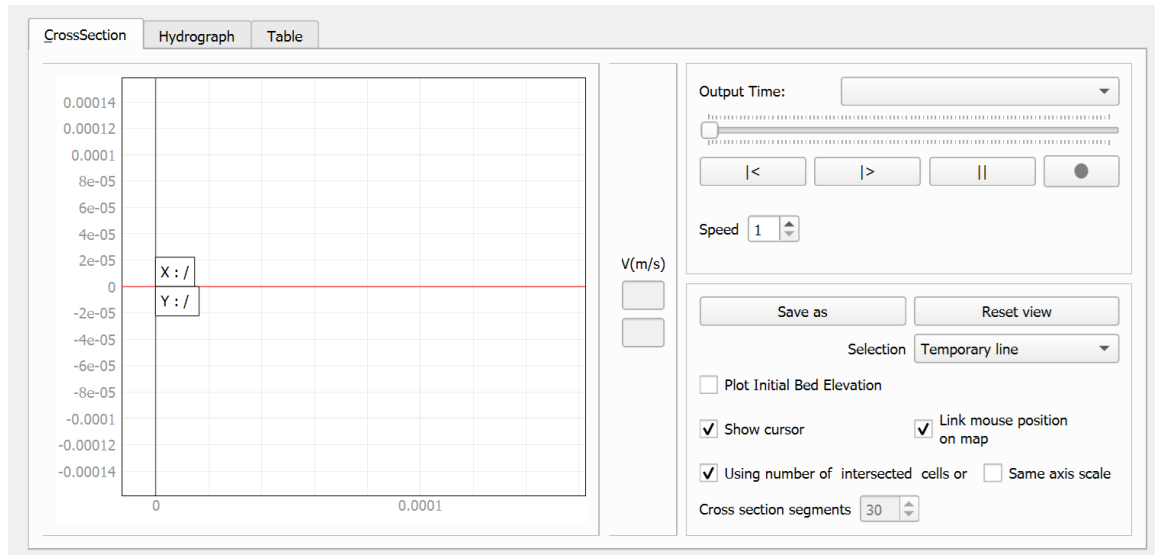 CrossSection
Hydrograph
Table
0.00014
0.00012
0.0001
8e-05
6e-05
4e-05
2e-05
0
-2e-05
-4e-05
-6e-05
-8e-05
-0.0001
-0.00012
-0.00014
X : /
Y : /
0
0.0001
V(m/s)
Output Time:
|<
|>
||
Speed
1
Save as
Reset view
Selection
Temporary line
Plot Initial Bed Elevation
Show cursor
Link mouse position
on map
Using number of intersected cells or
Same axis scale
Cross section segments
30